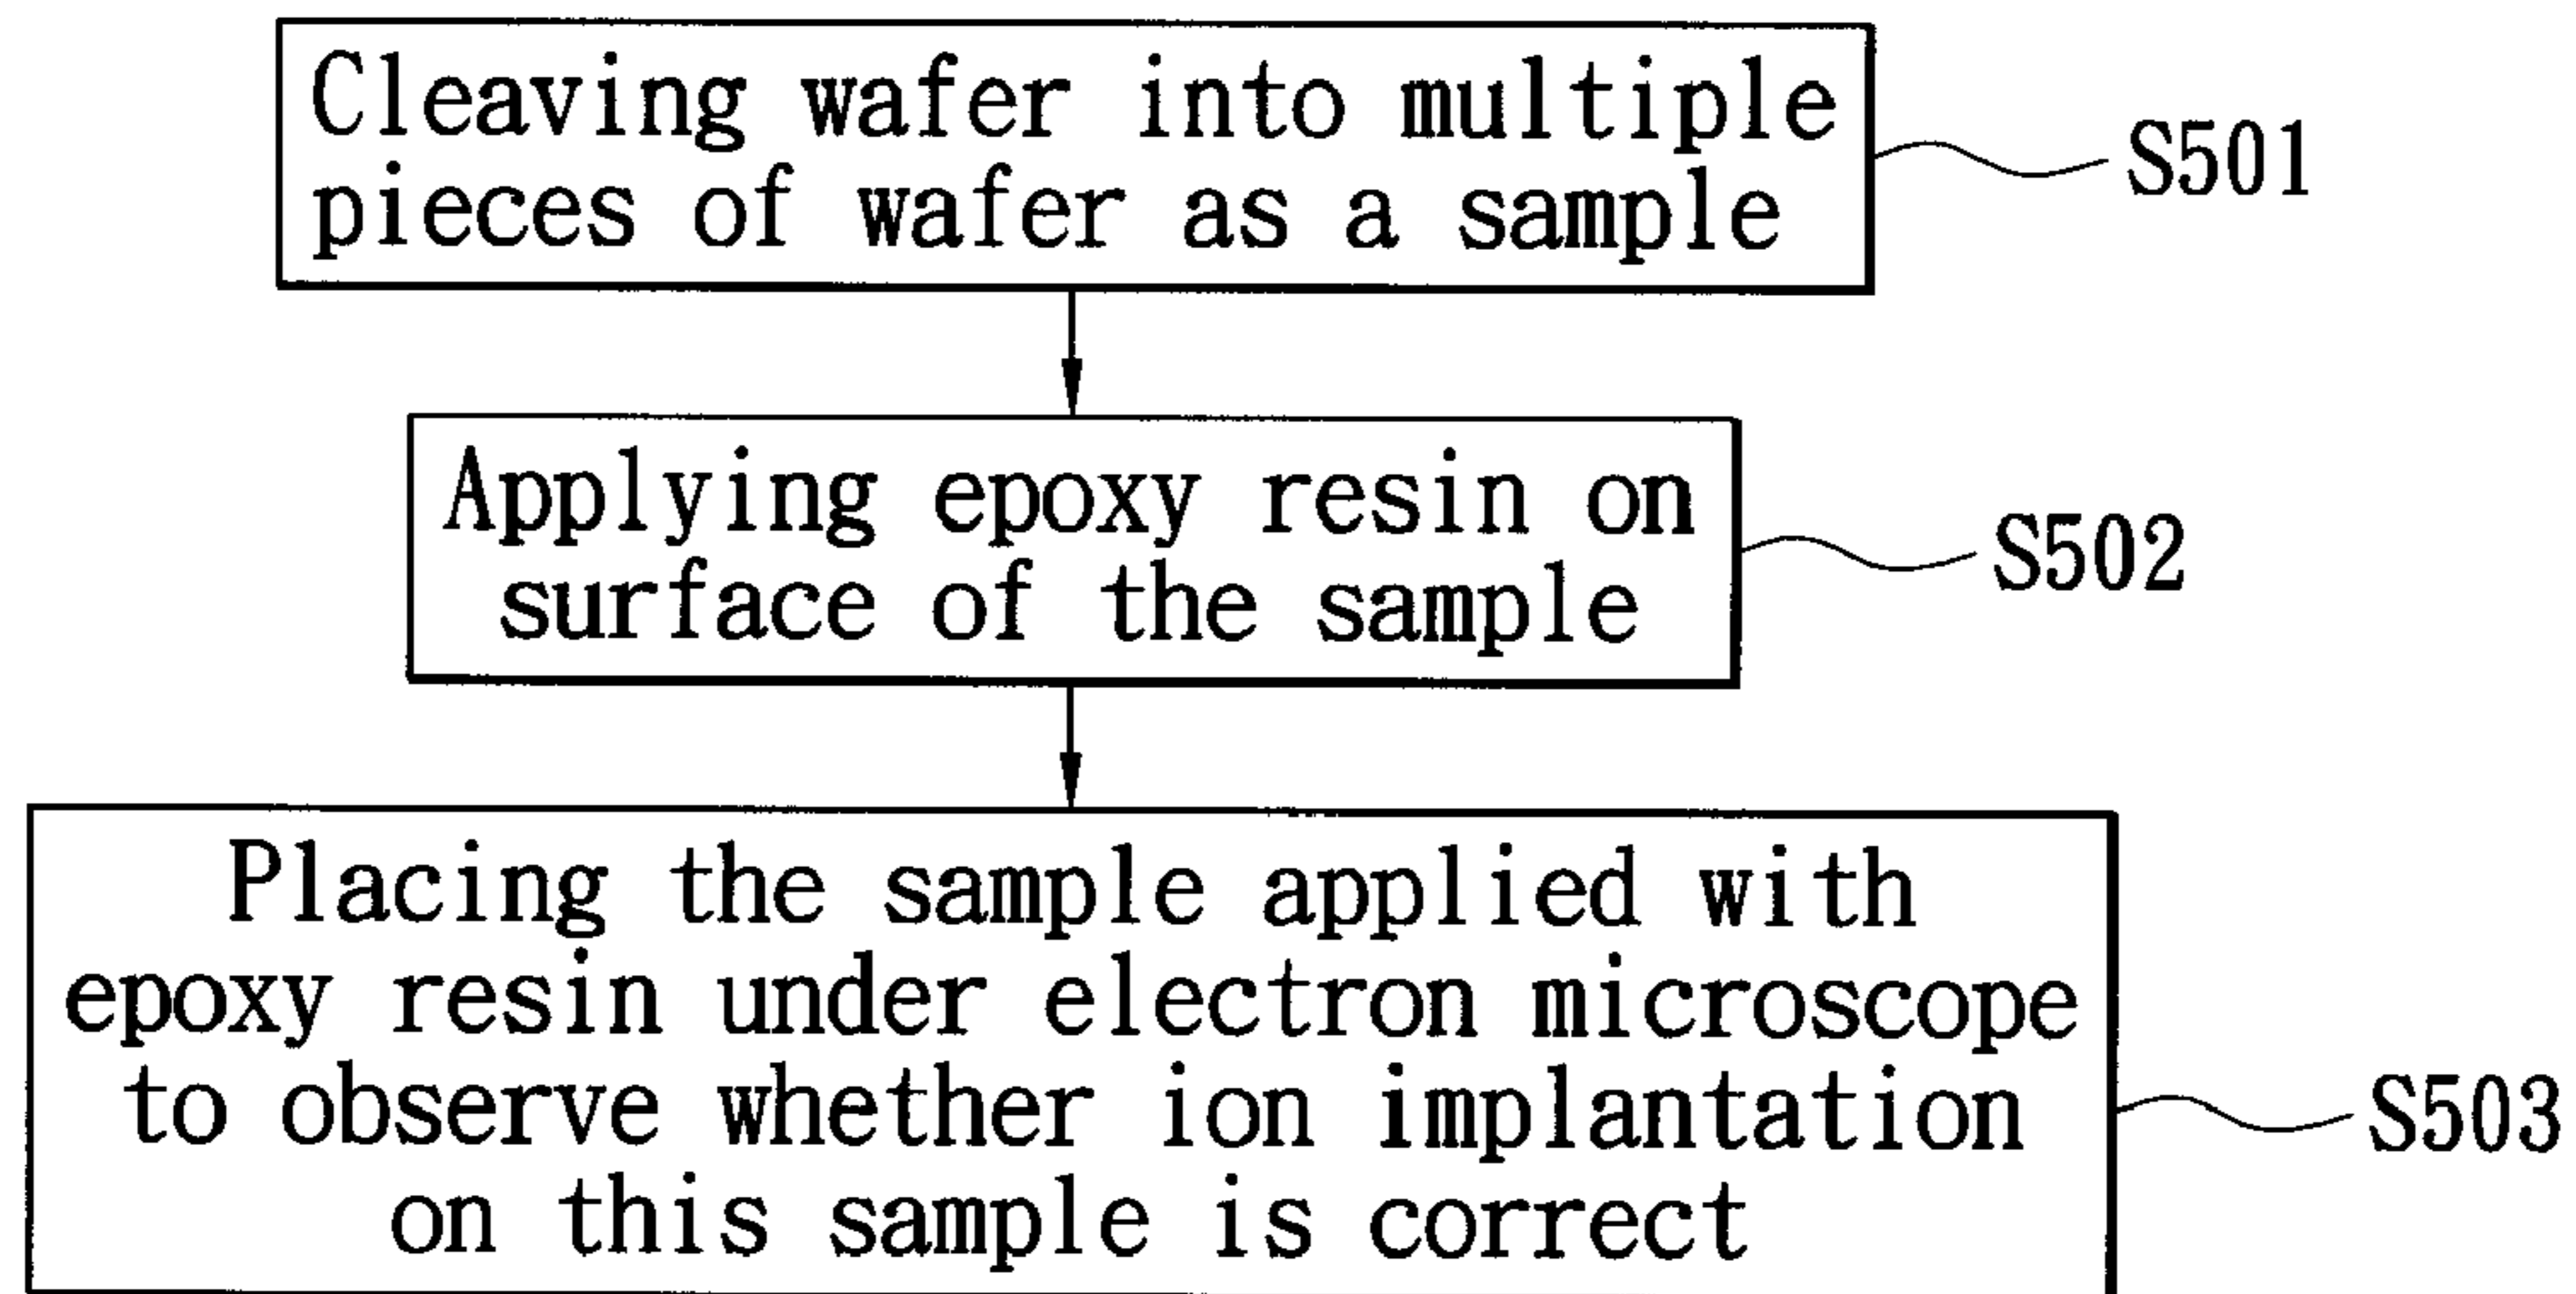 Cleaving wafer into multiple
pieces of wafer as a sample
S501
Applying epoxy resin on
surface of the sample
S502
Placing the sample applied with
epoxy resin under electron microscope
to observe whether ion implantation
on this sample is correct
S503